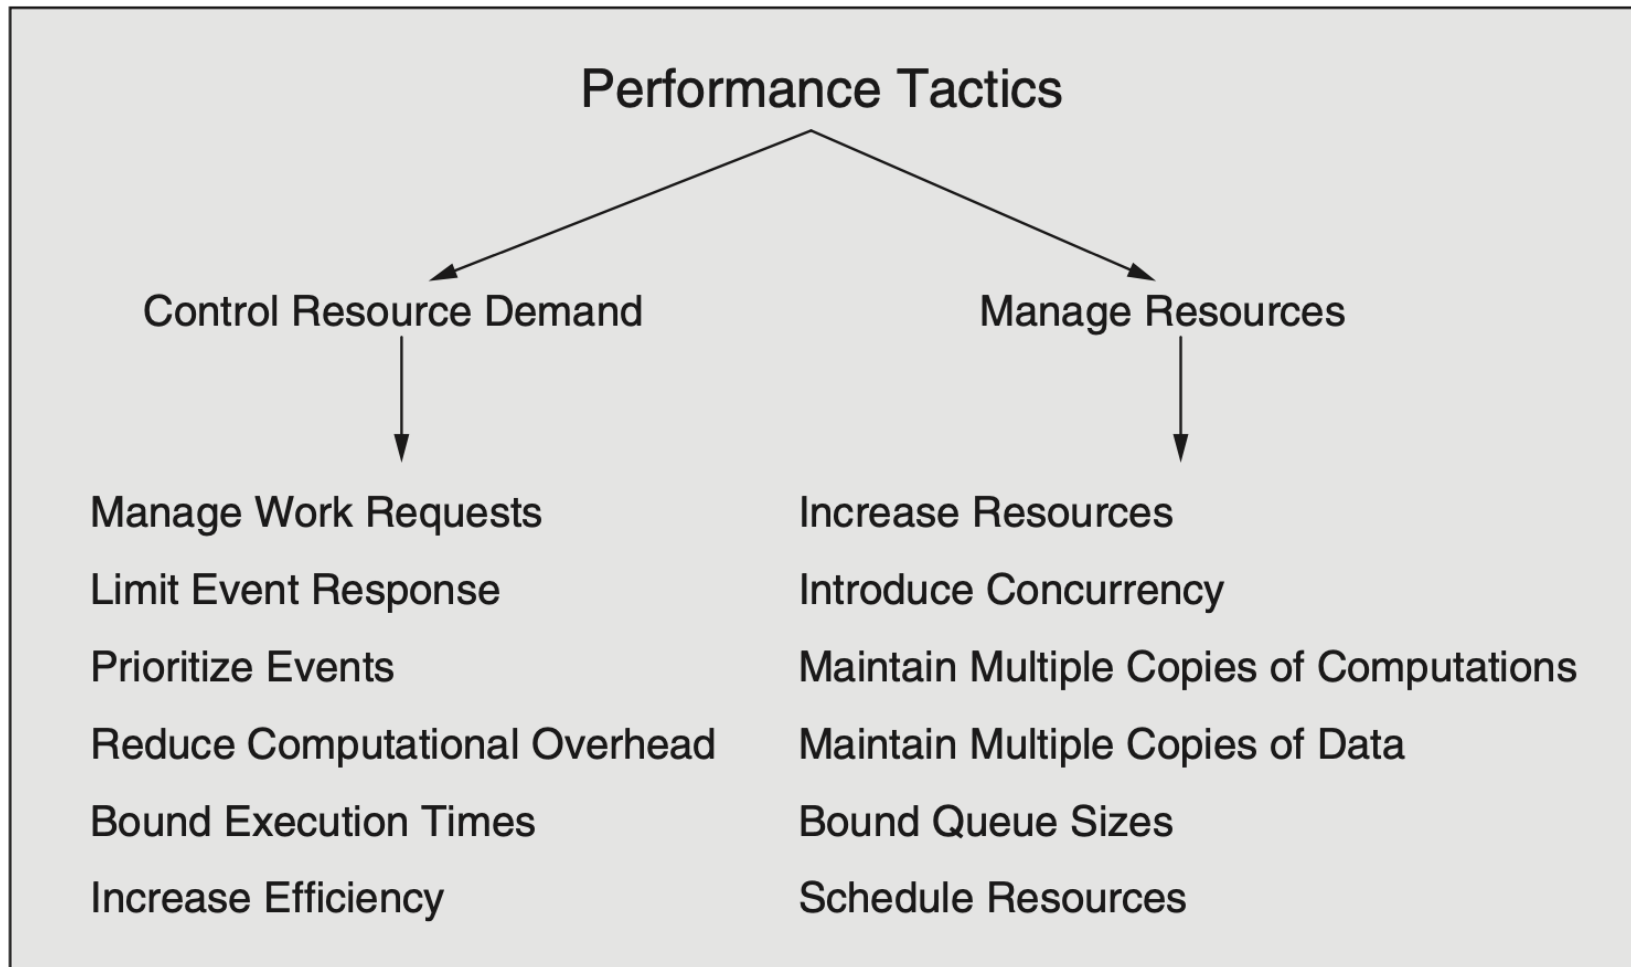 Performance Tactics
Control Resource Demand
Manage Resources
Manage Work Requests
Limit Event Response
Prioritize Events
Reduce Computational Overhead
Bound Execution Times
Increase Efficiency
Increase Resources
Introduce Concurrency
Maintain Multiple Copies of Computations
Maintain Multiple Copies of Data
Bound Queue Sizes
Schedule Resources